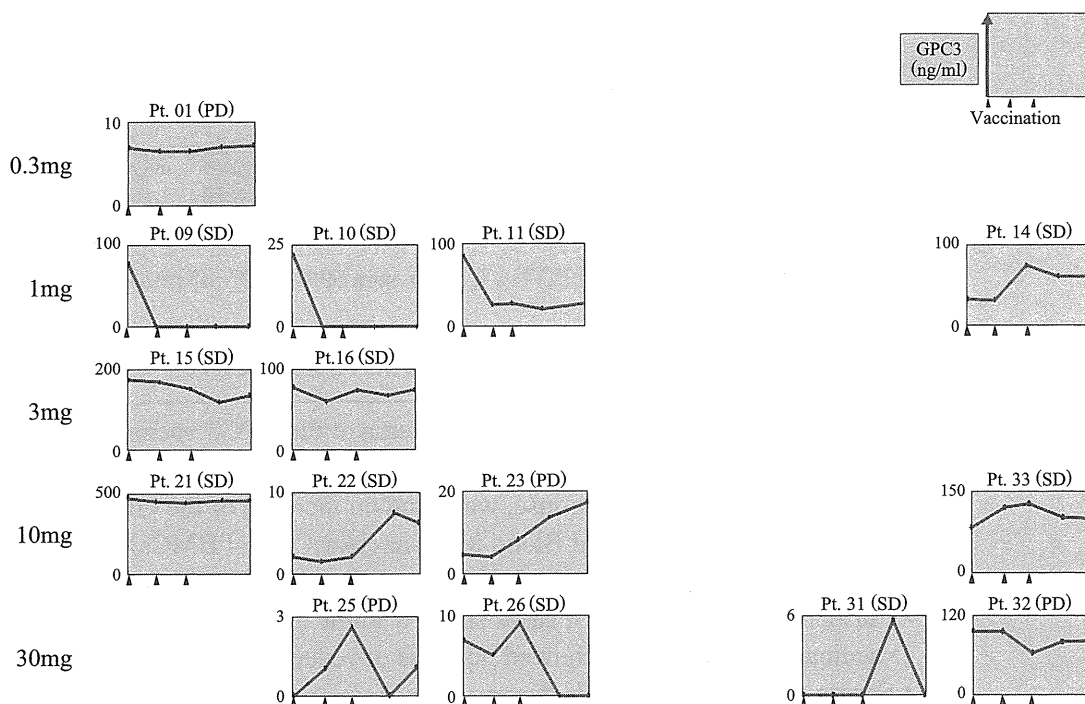 GPC3
(ng/ml)
Vaccination
Pt. 01 (PD)
10
0.3mg
0
Pt. 09 (SD)
Pt. 10 (SD)
Pt. 11 (SD)
Pt. 14 (SD)
100
25
100
100
1mg
0
0
0
0
Pt. 15 (SD)
Pt.16 (SD)
200
100
3mg
0
0
Pt. 21 (SD)
Pt. 22 (SD)
Pt. 23 (PD)
Pt. 33 (SD)
500
10
20
150
10mg
0
0
0
0
Pt. 25 (PD)
Pt. 26 (SD)
Pt. 31 (SD)
Pt. 32 (PD)
3
10
6
120
30mg
0
0
0
0